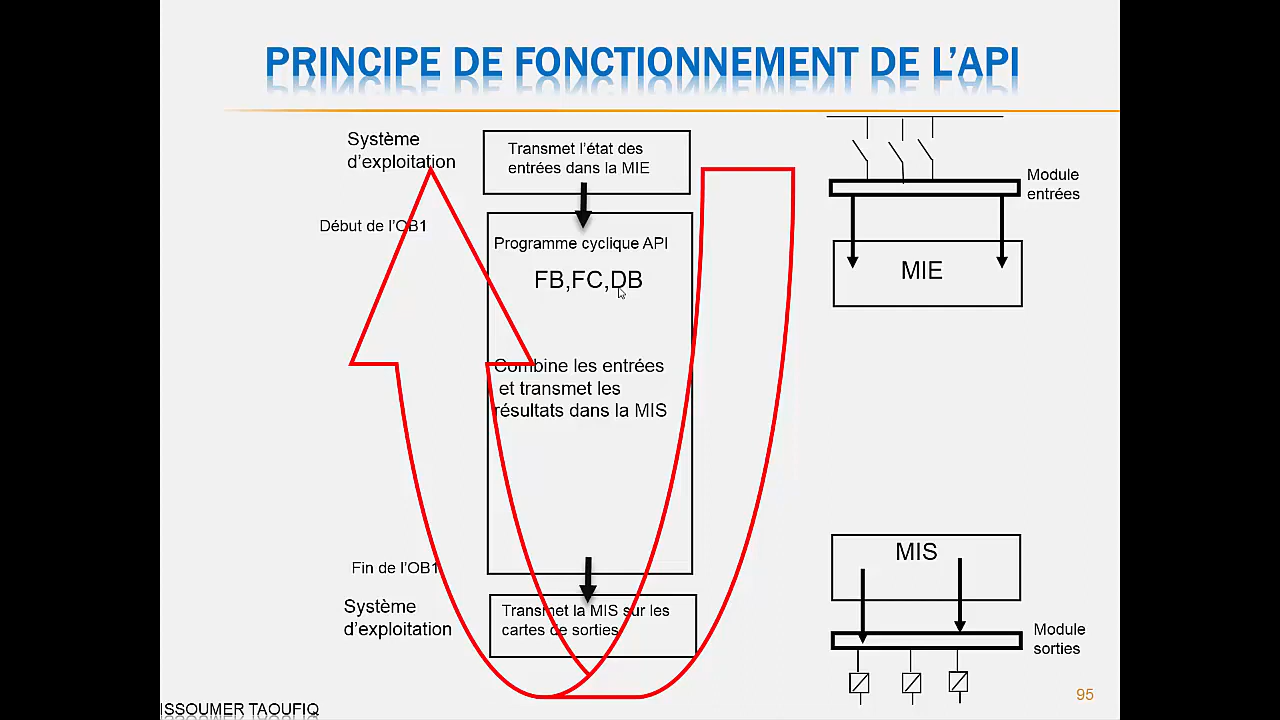 PRINCIPE DE FONCTIONNEMENT DE L'API
Système
d'exploitation
Transmet l'état des
entrées dans la MIE
Module
entrées
Début de l'OB1
Programme cyclique API
FB,FC,DB
MIE
Combine les entrées
et transmet les
résultats dans la MIS
MIS
Fin de l'OB1
Système
d'exploitation
Transmet la MIS sur les
cartes de sorties
Module
sorties
95
ISSOUMER TAOUFIQ